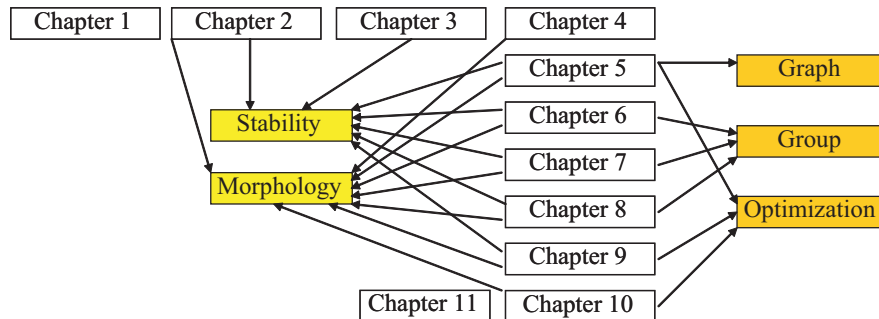 Chapter 1
Chapter 2
Chapter 3
Chapter 4
Chapter 5
Graph
Stability
Chapter 6
Group
Chapter 7
Morphology
Chapter 8
Optimization
Chapter 9
Chapter 11
Chapter 10